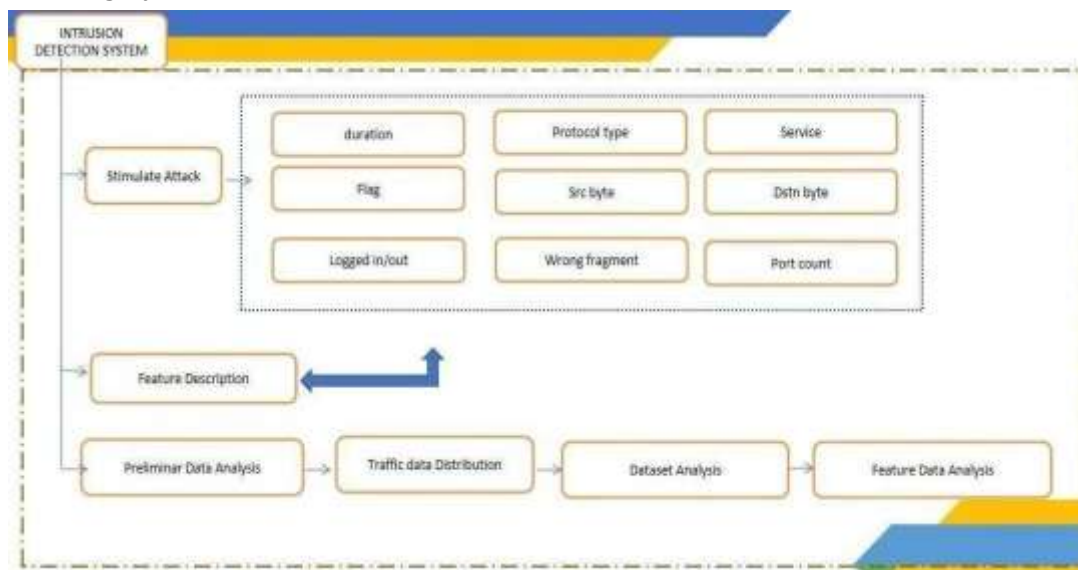 INTRUSION
DETECTION SYSTEM
duration
Protocol type
Service
Stimulate Attack
Flag
Src byte
Dstn byte
Logged in/out
Wrong fragment
Port count
Feature Description
Preliminar Data Analysis
Traffic data Distribution
Dataset Analysis
Feature Data Analysis